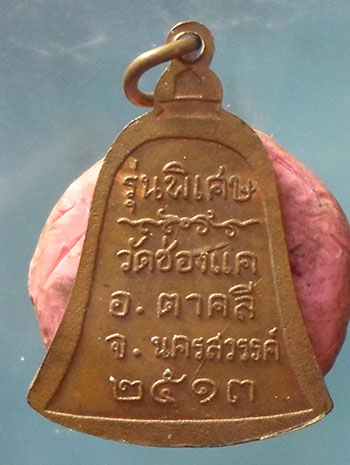 รุ่นพิเศษ
วัดช่องแค
อ. ตาคลี
จ. นครสวรรค์
๒๕๑๓